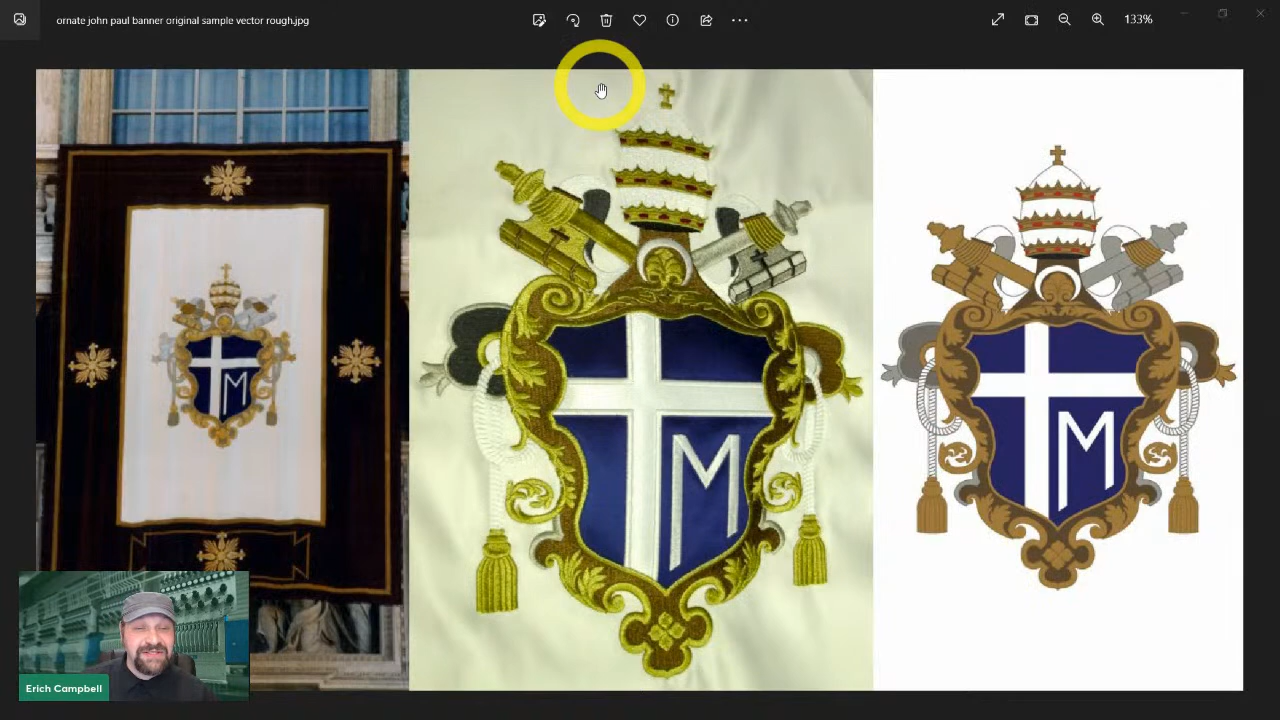 ornate john paul banner original sample vector rough.jpg
133%
M
M
M
Erich Campbell